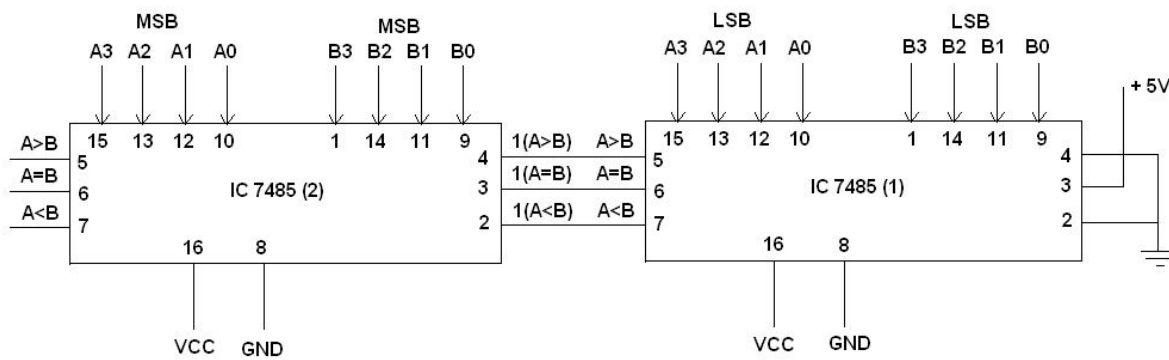 MSB MSB LSB LSB
A3 A2 A1 A0 B3 B2 B1 B0 A3 A2 A1 A0 B3 B2 B1 B0
+ 5V
15 13 12 10 1 14 11 9 15 13 12 10 1 14 11 9
A>B 5 4 1(A>B) A>B 5 4
A=B 6 IC 7485 (2) 3 1(A=B) A=B 6 IC 7485 (1) 3
A<B 7 2 1(A<B) A<B 7 2
16 8 16 8
VCC GND VCC GND